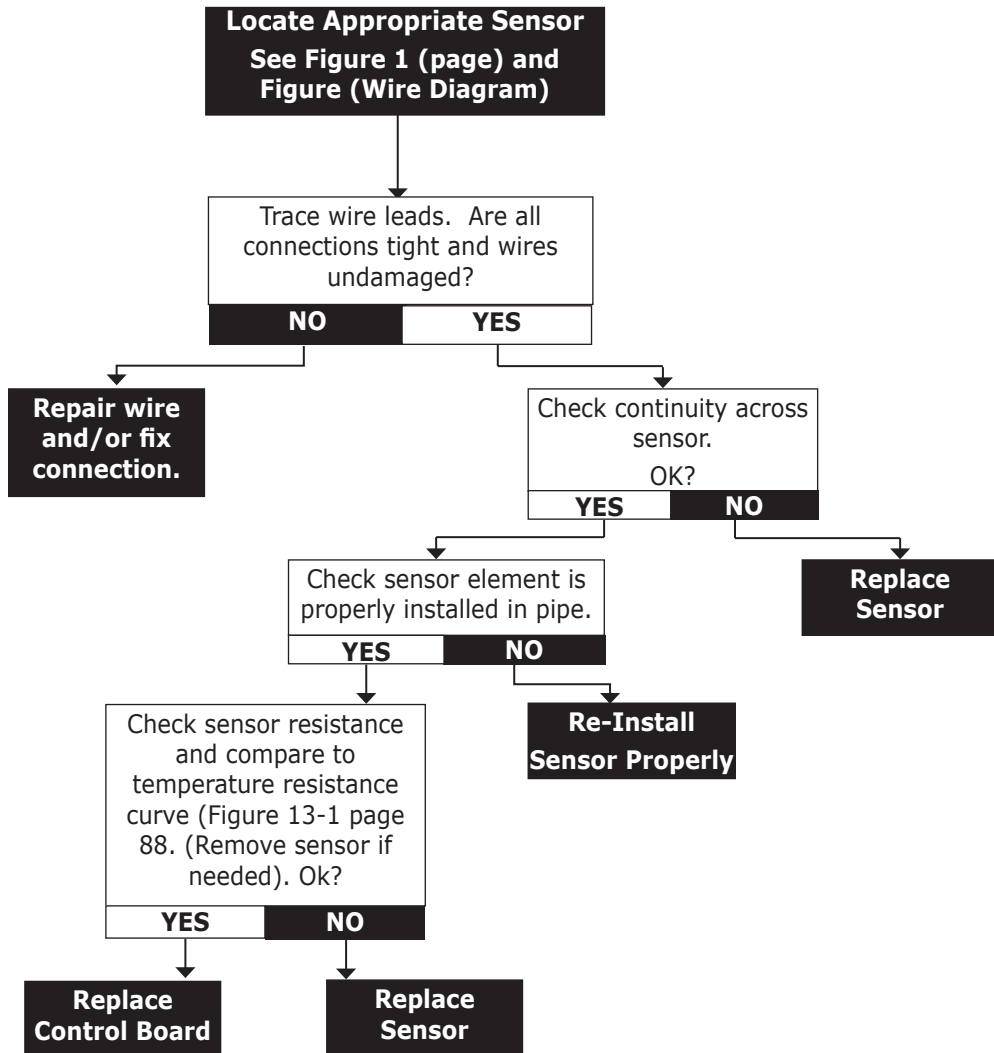 Locate Appropriate Sensor
See Figure 1 (page) and
Figure (Wire Diagram)
Trace wire leads. Are all
connections tight and wires
undamaged?
NO
YES
Repair wire
and/or fix
connection.
Check continuity across
sensor.
OK?
YES
NO
Replace
Sensor
Check sensor element is
properly installed in pipe.
YES
NO
Re-Install
Sensor Properly
Check sensor resistance
and compare to
temperature resistance
curve (Figure 13-1 page
88. (Remove sensor if
needed). Ok?
YES
NO
Replace
Control Board
Replace
Sensor